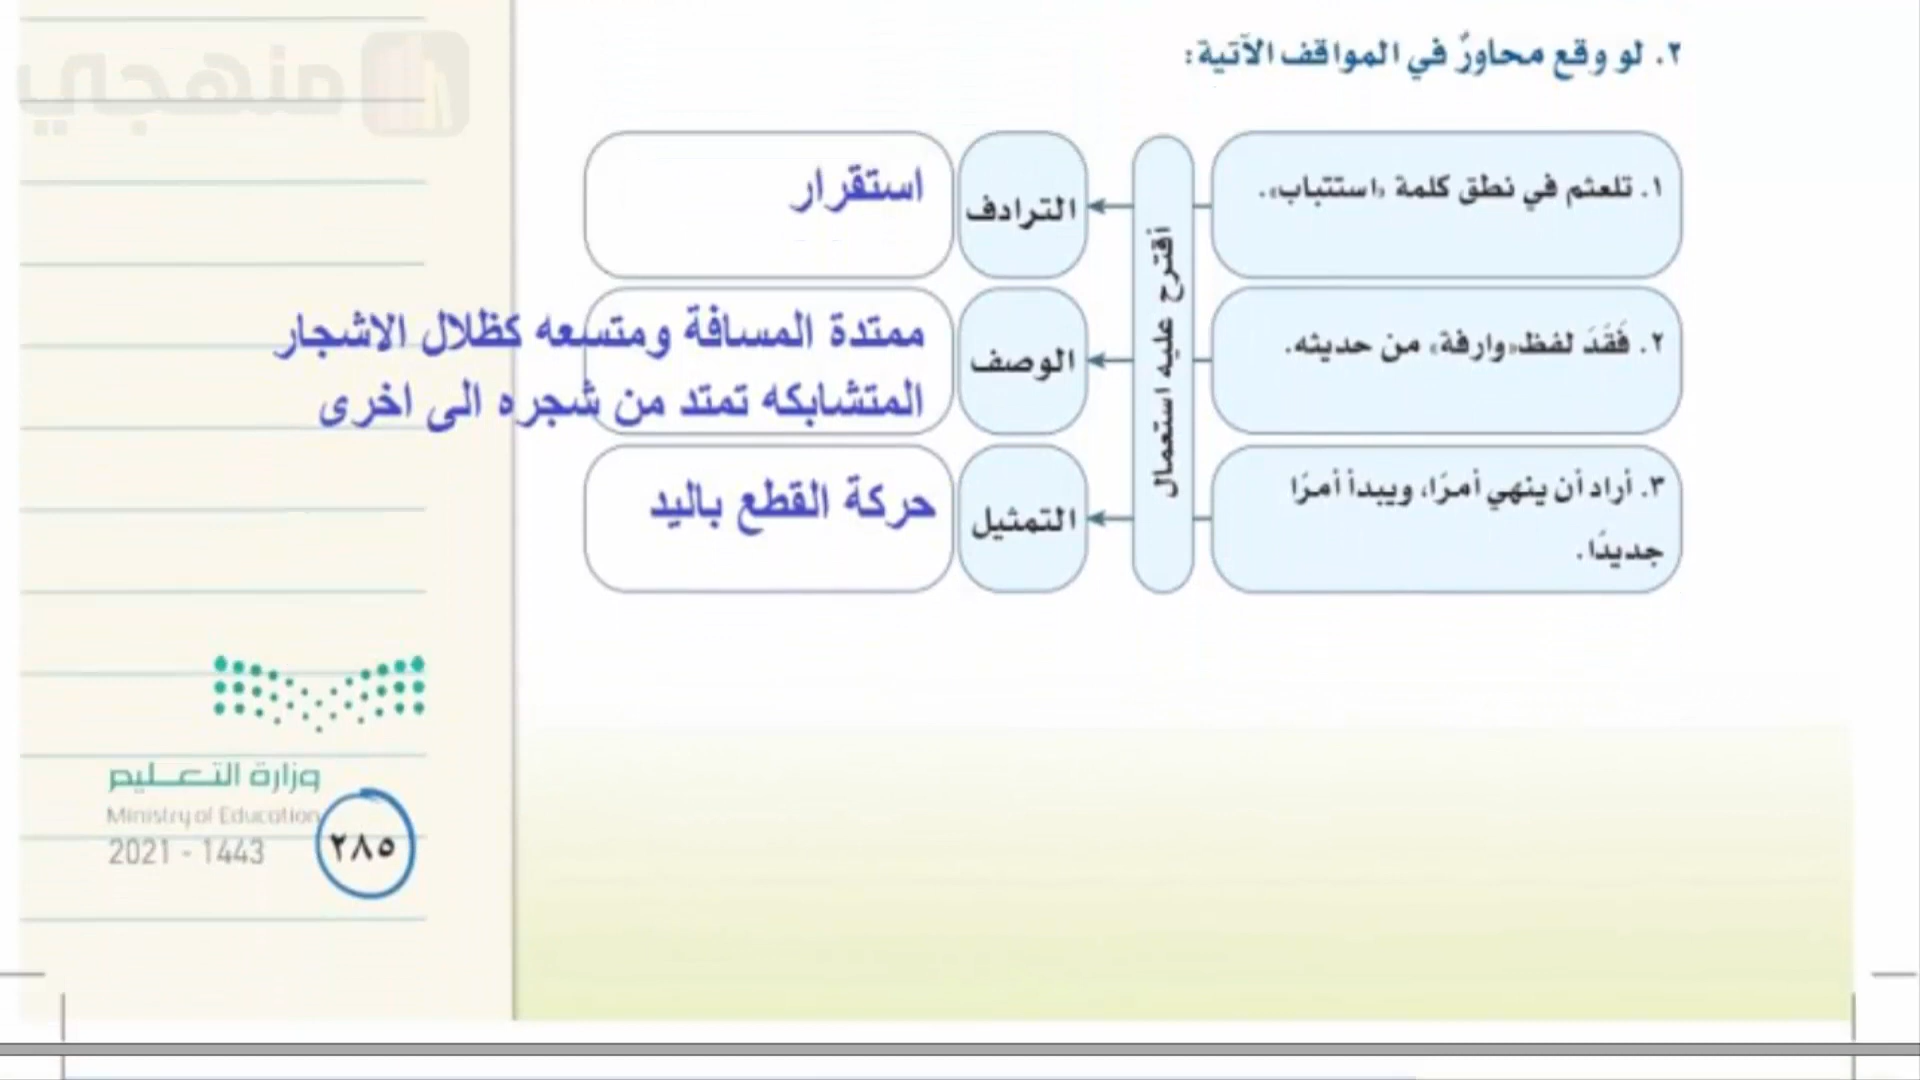 منهجي
٢. لو وقع محاورٌ في المواقف الآتية:
١. تلعثم في نطق كلمة «استتباب».
أقترح عليه استعمال
الترادف
استقرار
٢. فَقَدَ لفظ «وارفة» من حديثه.
الوصف
ممتدة المسافة ومتسعه كظلال الاشجار
المتشابكه تمتد من شجره الى اخرى
٣. أراد أن ينهي أمرًا، ويبدأ أمرًا
جديدًا.
التمثيل
حركة القطع باليد
وزارة التعليم
Ministry of Education
2021 - 1443
٢٨٥